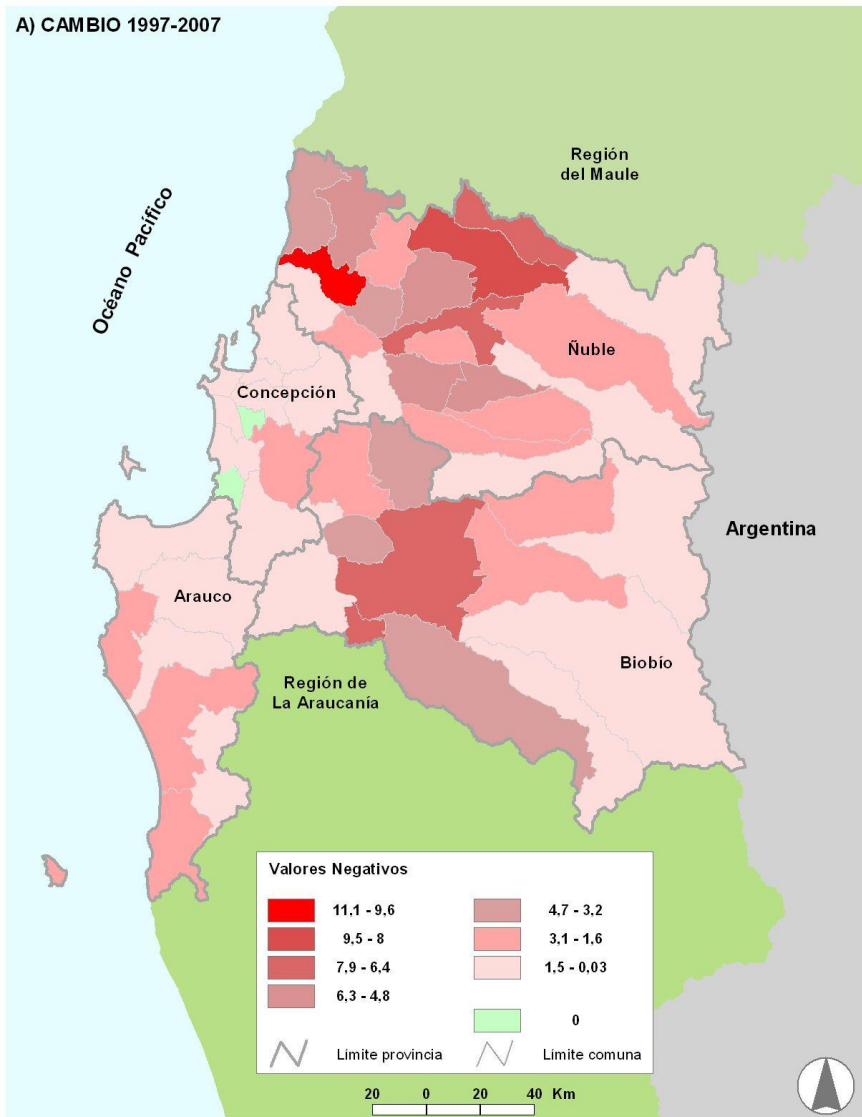 A) CAMBIO 1997-2007
Región
del Maule
Océano Pacífico
Ñuble
Concepción
Argentina
Arauco
Biobío
Región de
La Araucanía
Valores Negativos
11,1 - 9,6
9,5 - 8
7,9 - 6,4
6,3 - 4,8
4,7 - 3,2
3,1 - 1,6
1,5 - 0,03
0
Límite provincia
Límite comuna
20 0 20 40 Km